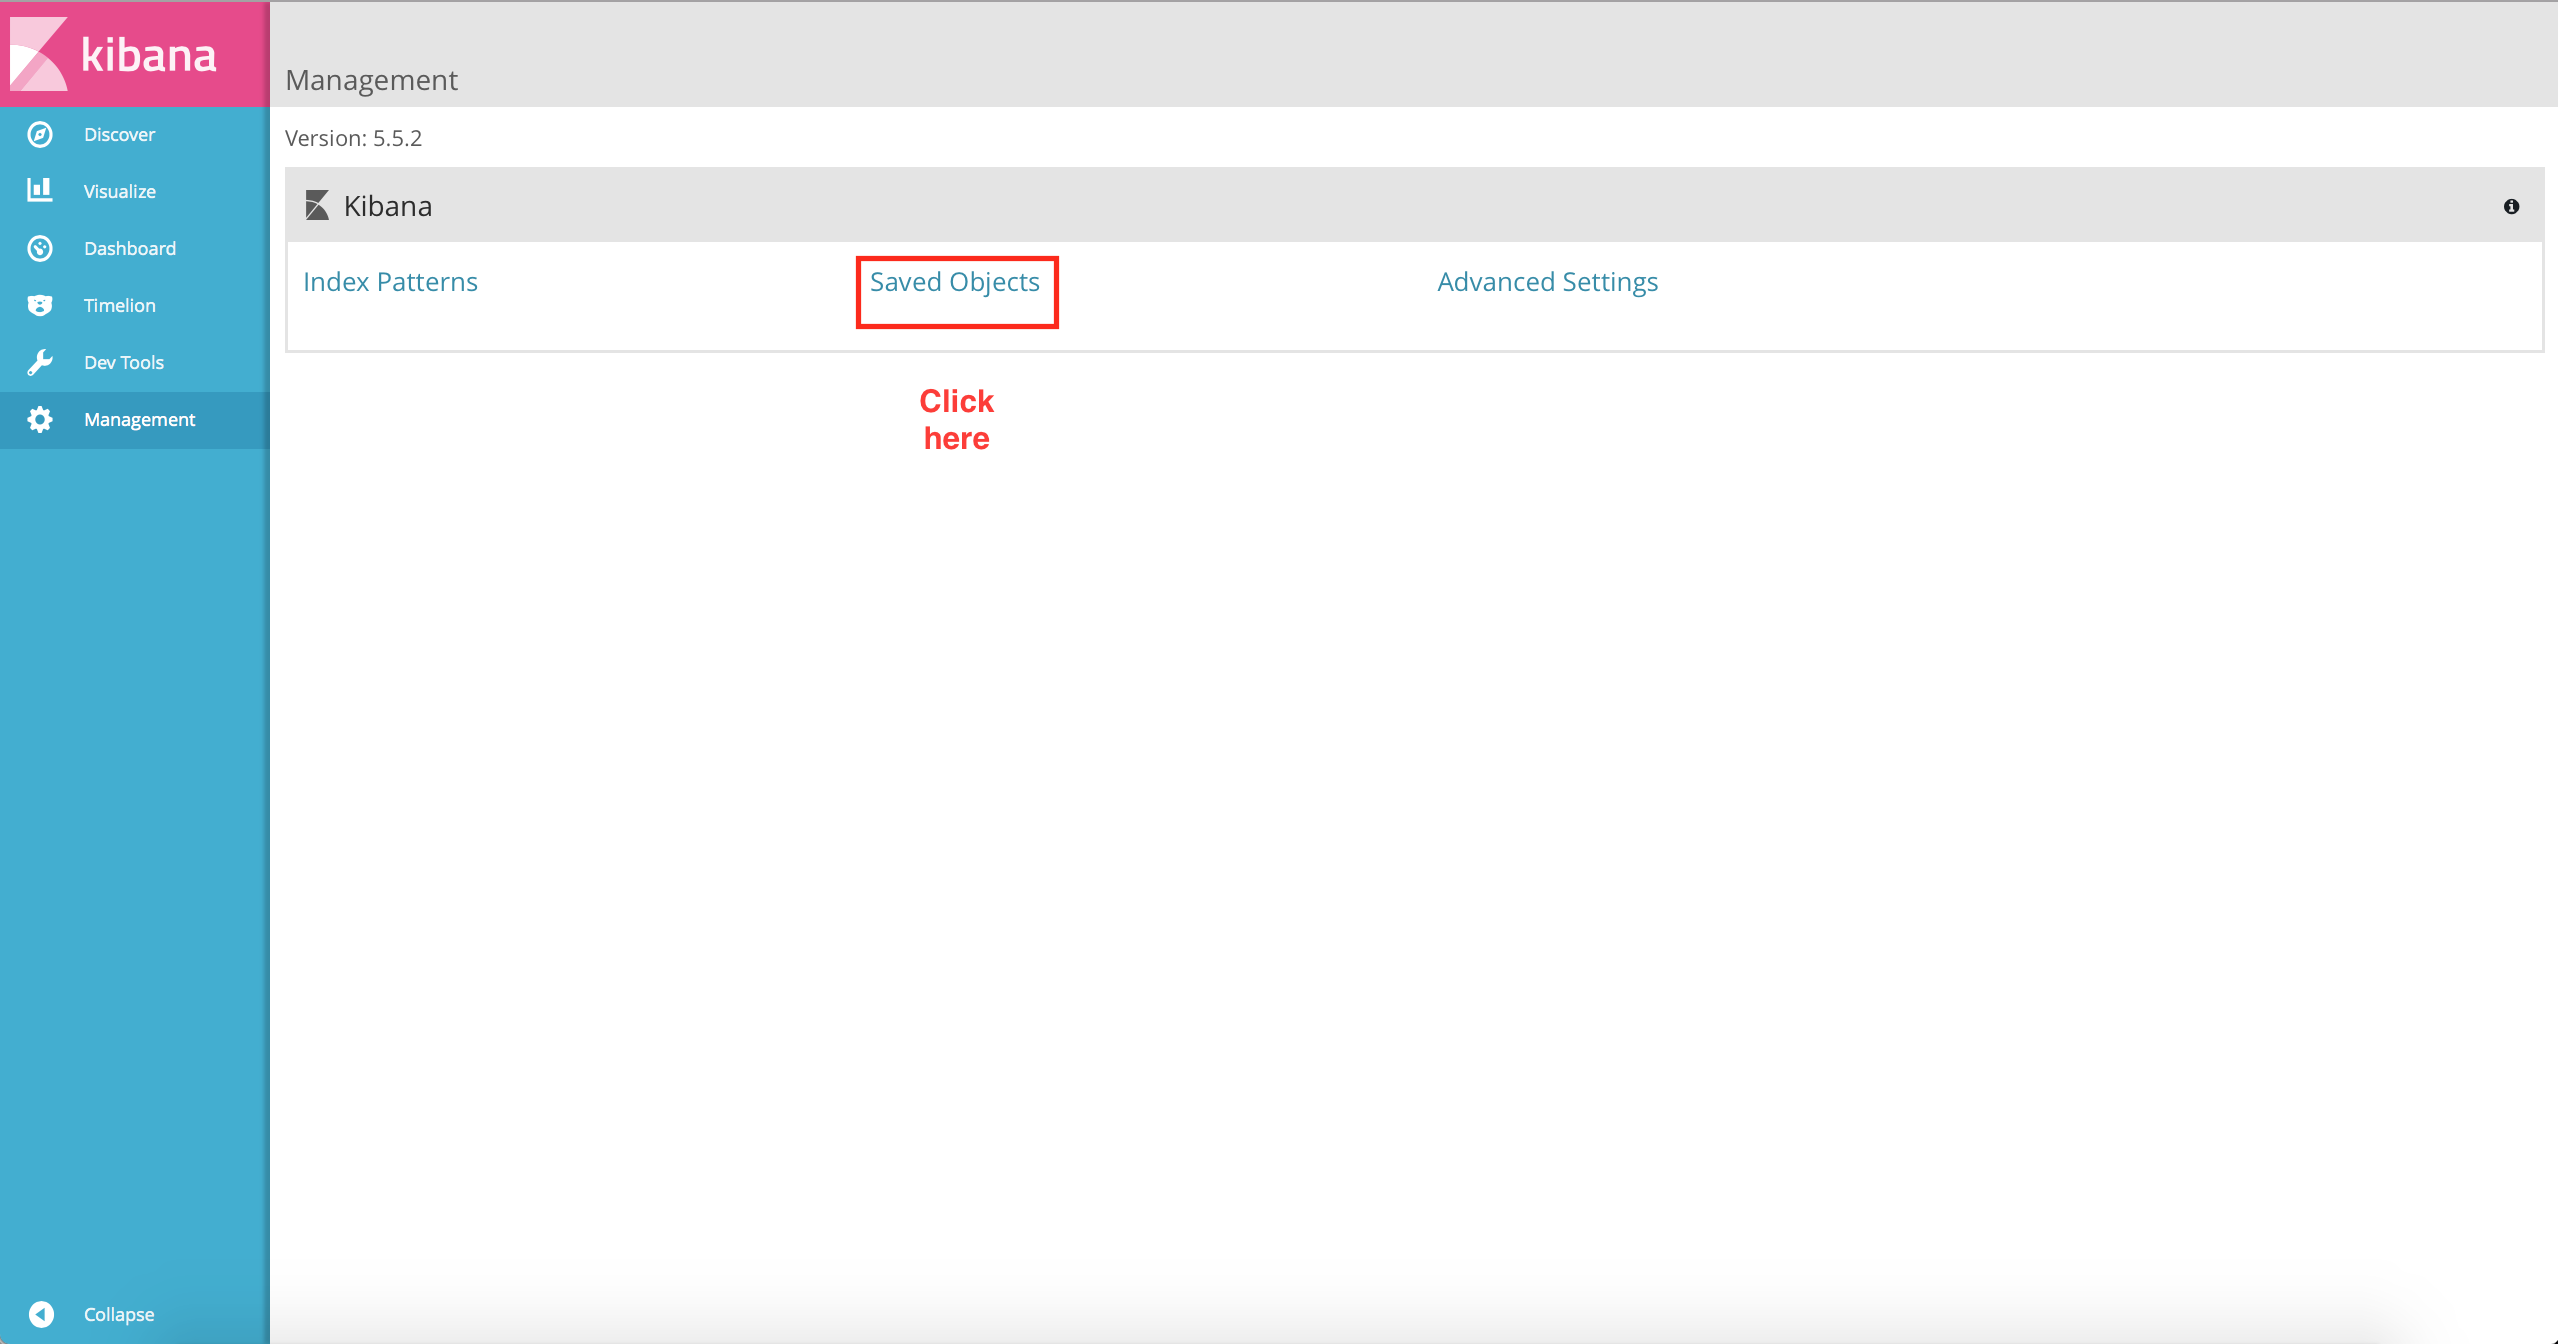 kibana
Management
Discover
Version: 5.5.2
Visualize
Kibana
Dashboard
Index Patterns
Saved Objects
Advanced Settings
Timelion
Dev Tools
Click
here
Management
Collapse